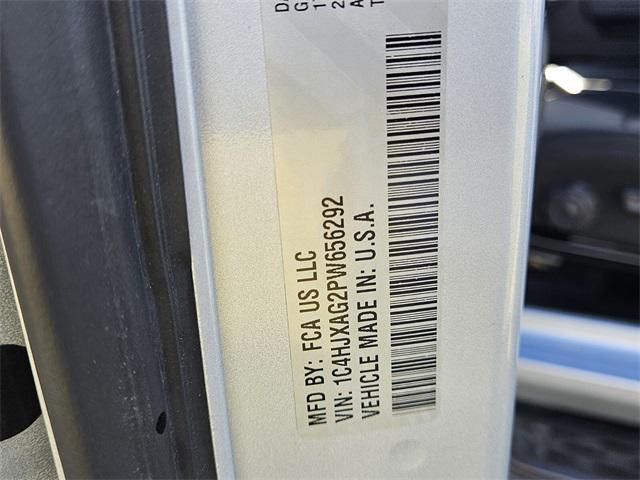 MFD BY: FCA US LLC
VIN: 1C4HJXAG2PW656292
VEHICLE MADE IN: U.S.A.